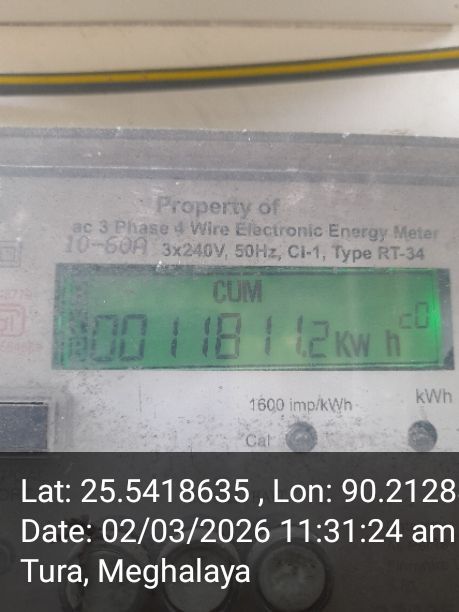 Property of
ac 3 Phase 4 Wire Electronic Energy Meter
10-60A 3x240V, 50Hz, Cl-1, Type RT-34
CUM
0011811.2 Kw h c0
1600 imp/kWh
kWh
Cal
Lat: 25.5418635 , Lon: 90.2128
Date: 02/03/2026 11:31:24 am
Tura, Meghalaya